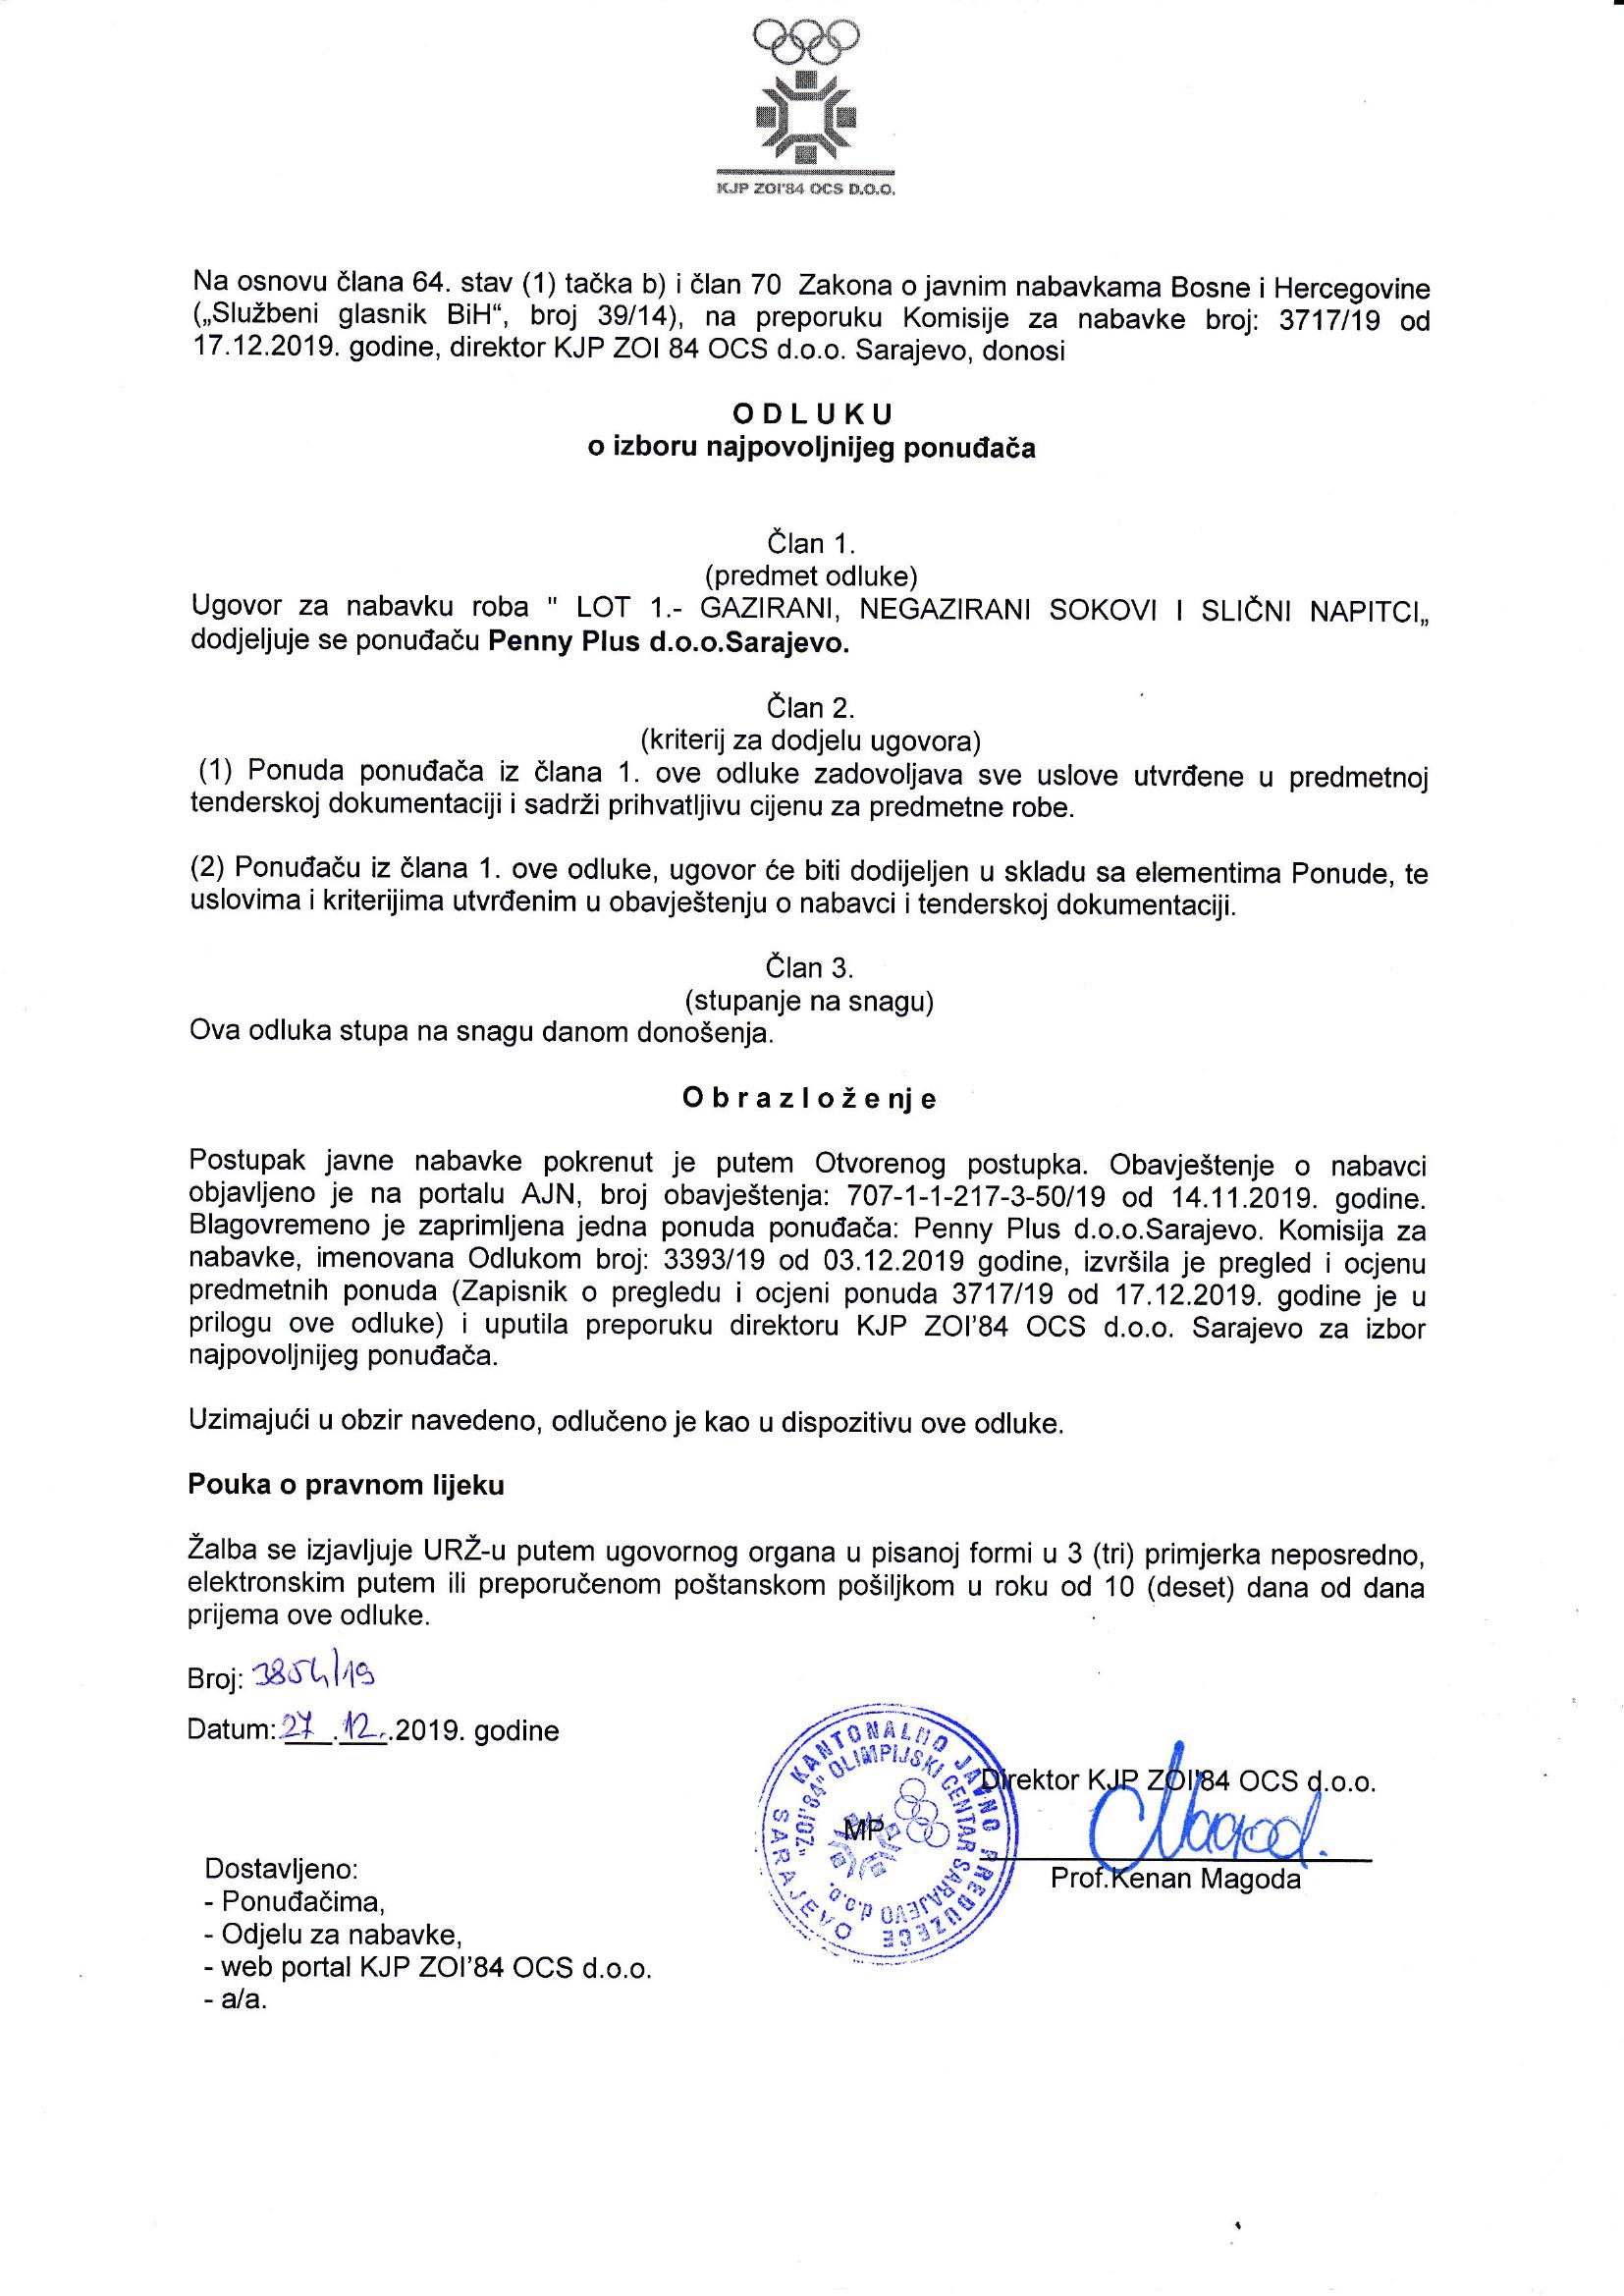 KJP ZOI'84 OCS D.O.O.
Na osnovu člana 64. stav (1) tačka b) i član 70 Zakona o javnim nabavkama Bosne i Hercegovine
(„Službeni glasnik BiH“, broj 39/14), na preporuku Komisije za nabavke broj: 3717/19 od
17.12.2019. godine, direktor KJP ZOI 84 OCS d.o.o. Sarajevo, donosi
O D L U K U
o izboru najpovoljnijeg ponuđača
Član 1.
(predmet odluke)
Ugovor za nabavku roba " LOT 1.- GAZIRANI, NEGAZIRANI SOKOVI I SLIČNI NAPITCI„
dodjeljuje se ponuđaču Penny Plus d.o.o.Sarajevo.
Član 2.
(kriterij za dodjelu ugovora)
(1) Ponuda ponuđača iz člana 1. ove odluke zadovoljava sve uslove utvrđene u predmetnoj
tenderskoj dokumentaciji i sadrži prihvatljivu cijenu za predmetne robe.
(2) Ponuđaču iz člana 1. ove odluke, ugovor će biti dodijeljen u skladu sa elementima Ponude, te
uslovima i kriterijima utvrđenim u obavještenju o nabavci i tenderskoj dokumentaciji.
Član 3.
(stupanje na snagu)
Ova odluka stupa na snagu danom donošenja.
O b r a z l o ž e nj e
Postupak javne nabavke pokrenut je putem Otvorenog postupka. Obavještenje o nabavci
objavljeno je na portalu AJN, broj obavještenja: 707-1-1-217-3-50/19 od 14.11.2019. godine.
Blagovremeno je zaprimljena jedna ponuda ponuđača: Penny Plus d.o.o.Sarajevo. Komisija za
nabavke, imenovana Odlukom broj: 3393/19 od 03.12.2019 godine, izvršila je pregled i ocjenu
predmetnih ponuda (Zapisnik o pregledu i ocjeni ponuda 3717/19 od 17.12.2019. godine je u
prilogu ove odluke) i uputila preporuku direktoru KJP ZOI’84 OCS d.o.o. Sarajevo za izbor
najpovoljnijeg ponuđača.
Uzimajući u obzir navedeno, odlučeno je kao u dispozitivu ove odluke.
Pouka o pravnom lijeku
Žalba se izjavljuje URŽ-u putem ugovornog organa u pisanoj formi u 3 (tri) primjerka neposredno,
elektronskim putem ili preporučenom poštanskom pošiljkom u roku od 10 (deset) dana od dana
prijema ove odluke.
Broj: 3854/19
Datum: 27.12..2019. godine
KANTONALNO JAVNO PREDUZEĆE
"ZOI'84" OLIMPIJSKI CENTAR SARAJEVO d.o.o.
SARAJEVO
MP.
Direktor KJP ZOI'84 OCS d.o.o.
Magoda
Prof.Kenan Magoda
Dostavljeno:
- Ponuđačima,
- Odjelu za nabavke,
- web portal KJP ZOI’84 OCS d.o.o.
- a/a.